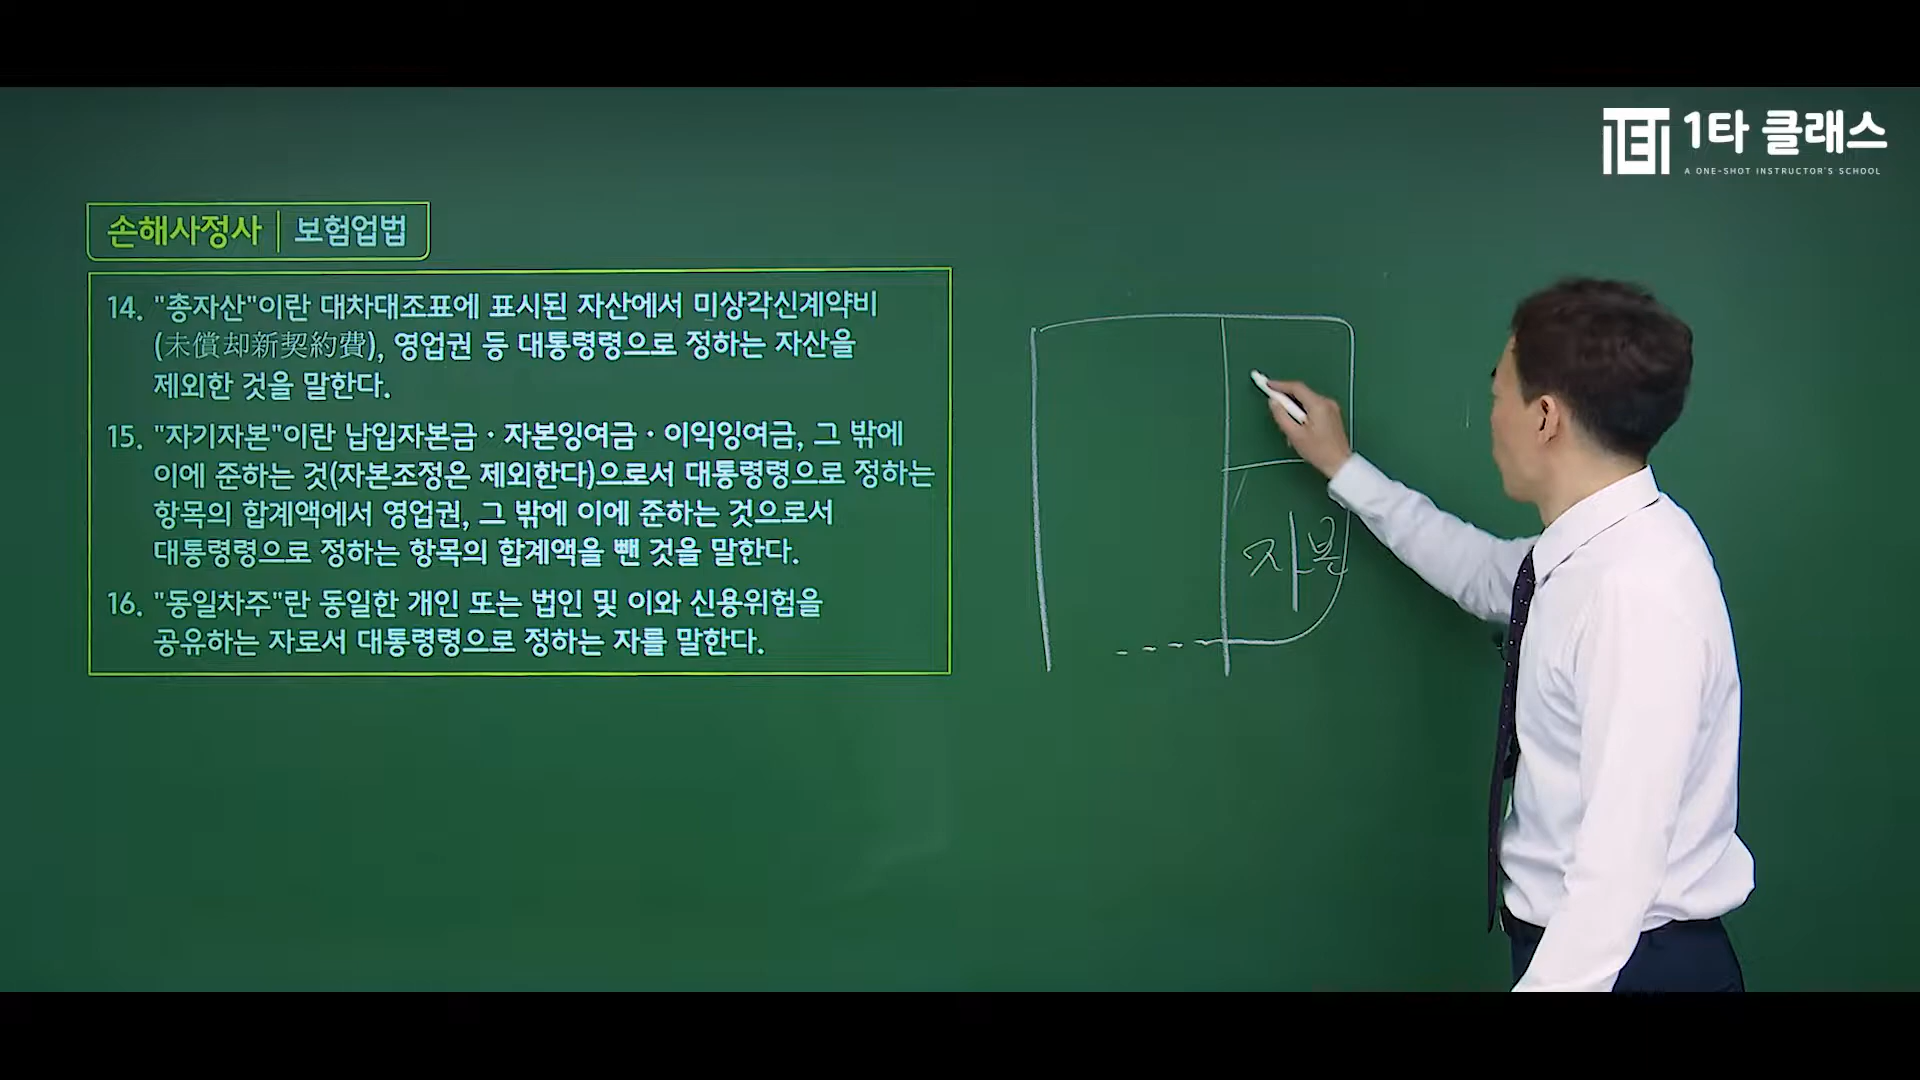 1타 클래스
A ONE-SHOT INSTRUCTOR'S SCHOOL
손해사정사 | 보험업법
14. "총자산"이란 대차대조표에 표시된 자산에서 미상각신계약비
(未償却新契約費), 영업권 등 대통령령으로 정하는 자산을
제외한 것을 말한다.
15. "자기자본"이란 납입자본금 · 자본잉여금 · 이익잉여금, 그 밖에
이에 준하는 것(자본조정은 제외한다)으로서 대통령령으로 정하는
항목의 합계액에서 영업권, 그 밖에 이에 준하는 것으로서
대통령령으로 정하는 항목의 합계액을 뺀 것을 말한다.
16. "동일차주"란 동일한 개인 또는 법인 및 이와 신용위험을
공유하는 자로서 대통령령으로 정하는 자를 말한다.
자본